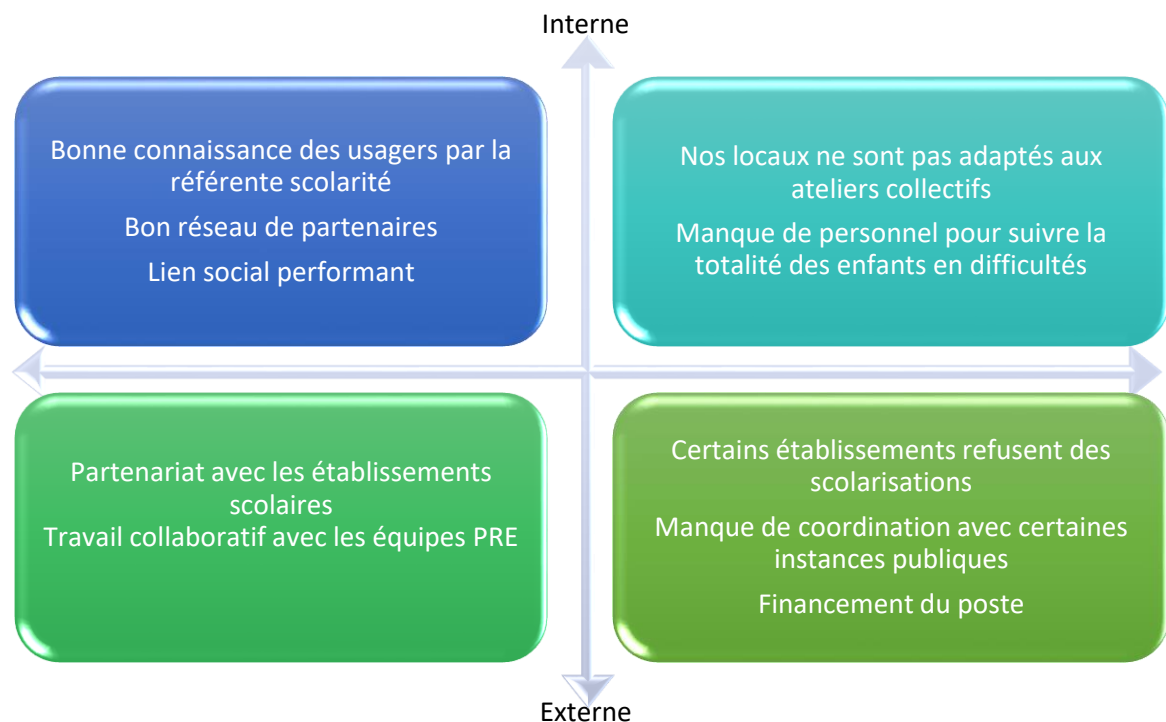 Interne
Bonne connaissance des usagers par la
référente scolarité
Bon réseau de partenaires
Lien social performant
Nos locaux ne sont pas adaptés aux
ateliers collectifs
Manque de personnel pour suivre la
totalité des enfants en difficultés
Partenariat avec les établissements
scolaires
Travail collaboratif avec les équipes PRE
Certains établissements refusent des
scolarisations
Manque de coordination avec certaines
instances publiques
Financement du poste
Externe